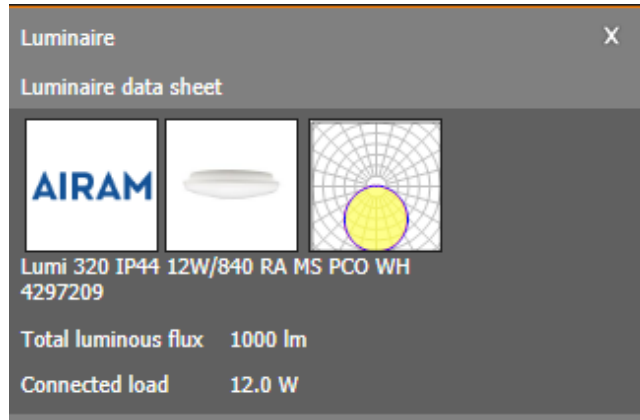 Luminaire X
Luminaire data sheet
AIRAM
Lumi 320 IP44 12W/840 RA MS PCO WH
4297209
Total luminous flux 1000 lm
Connected load 12.0 W